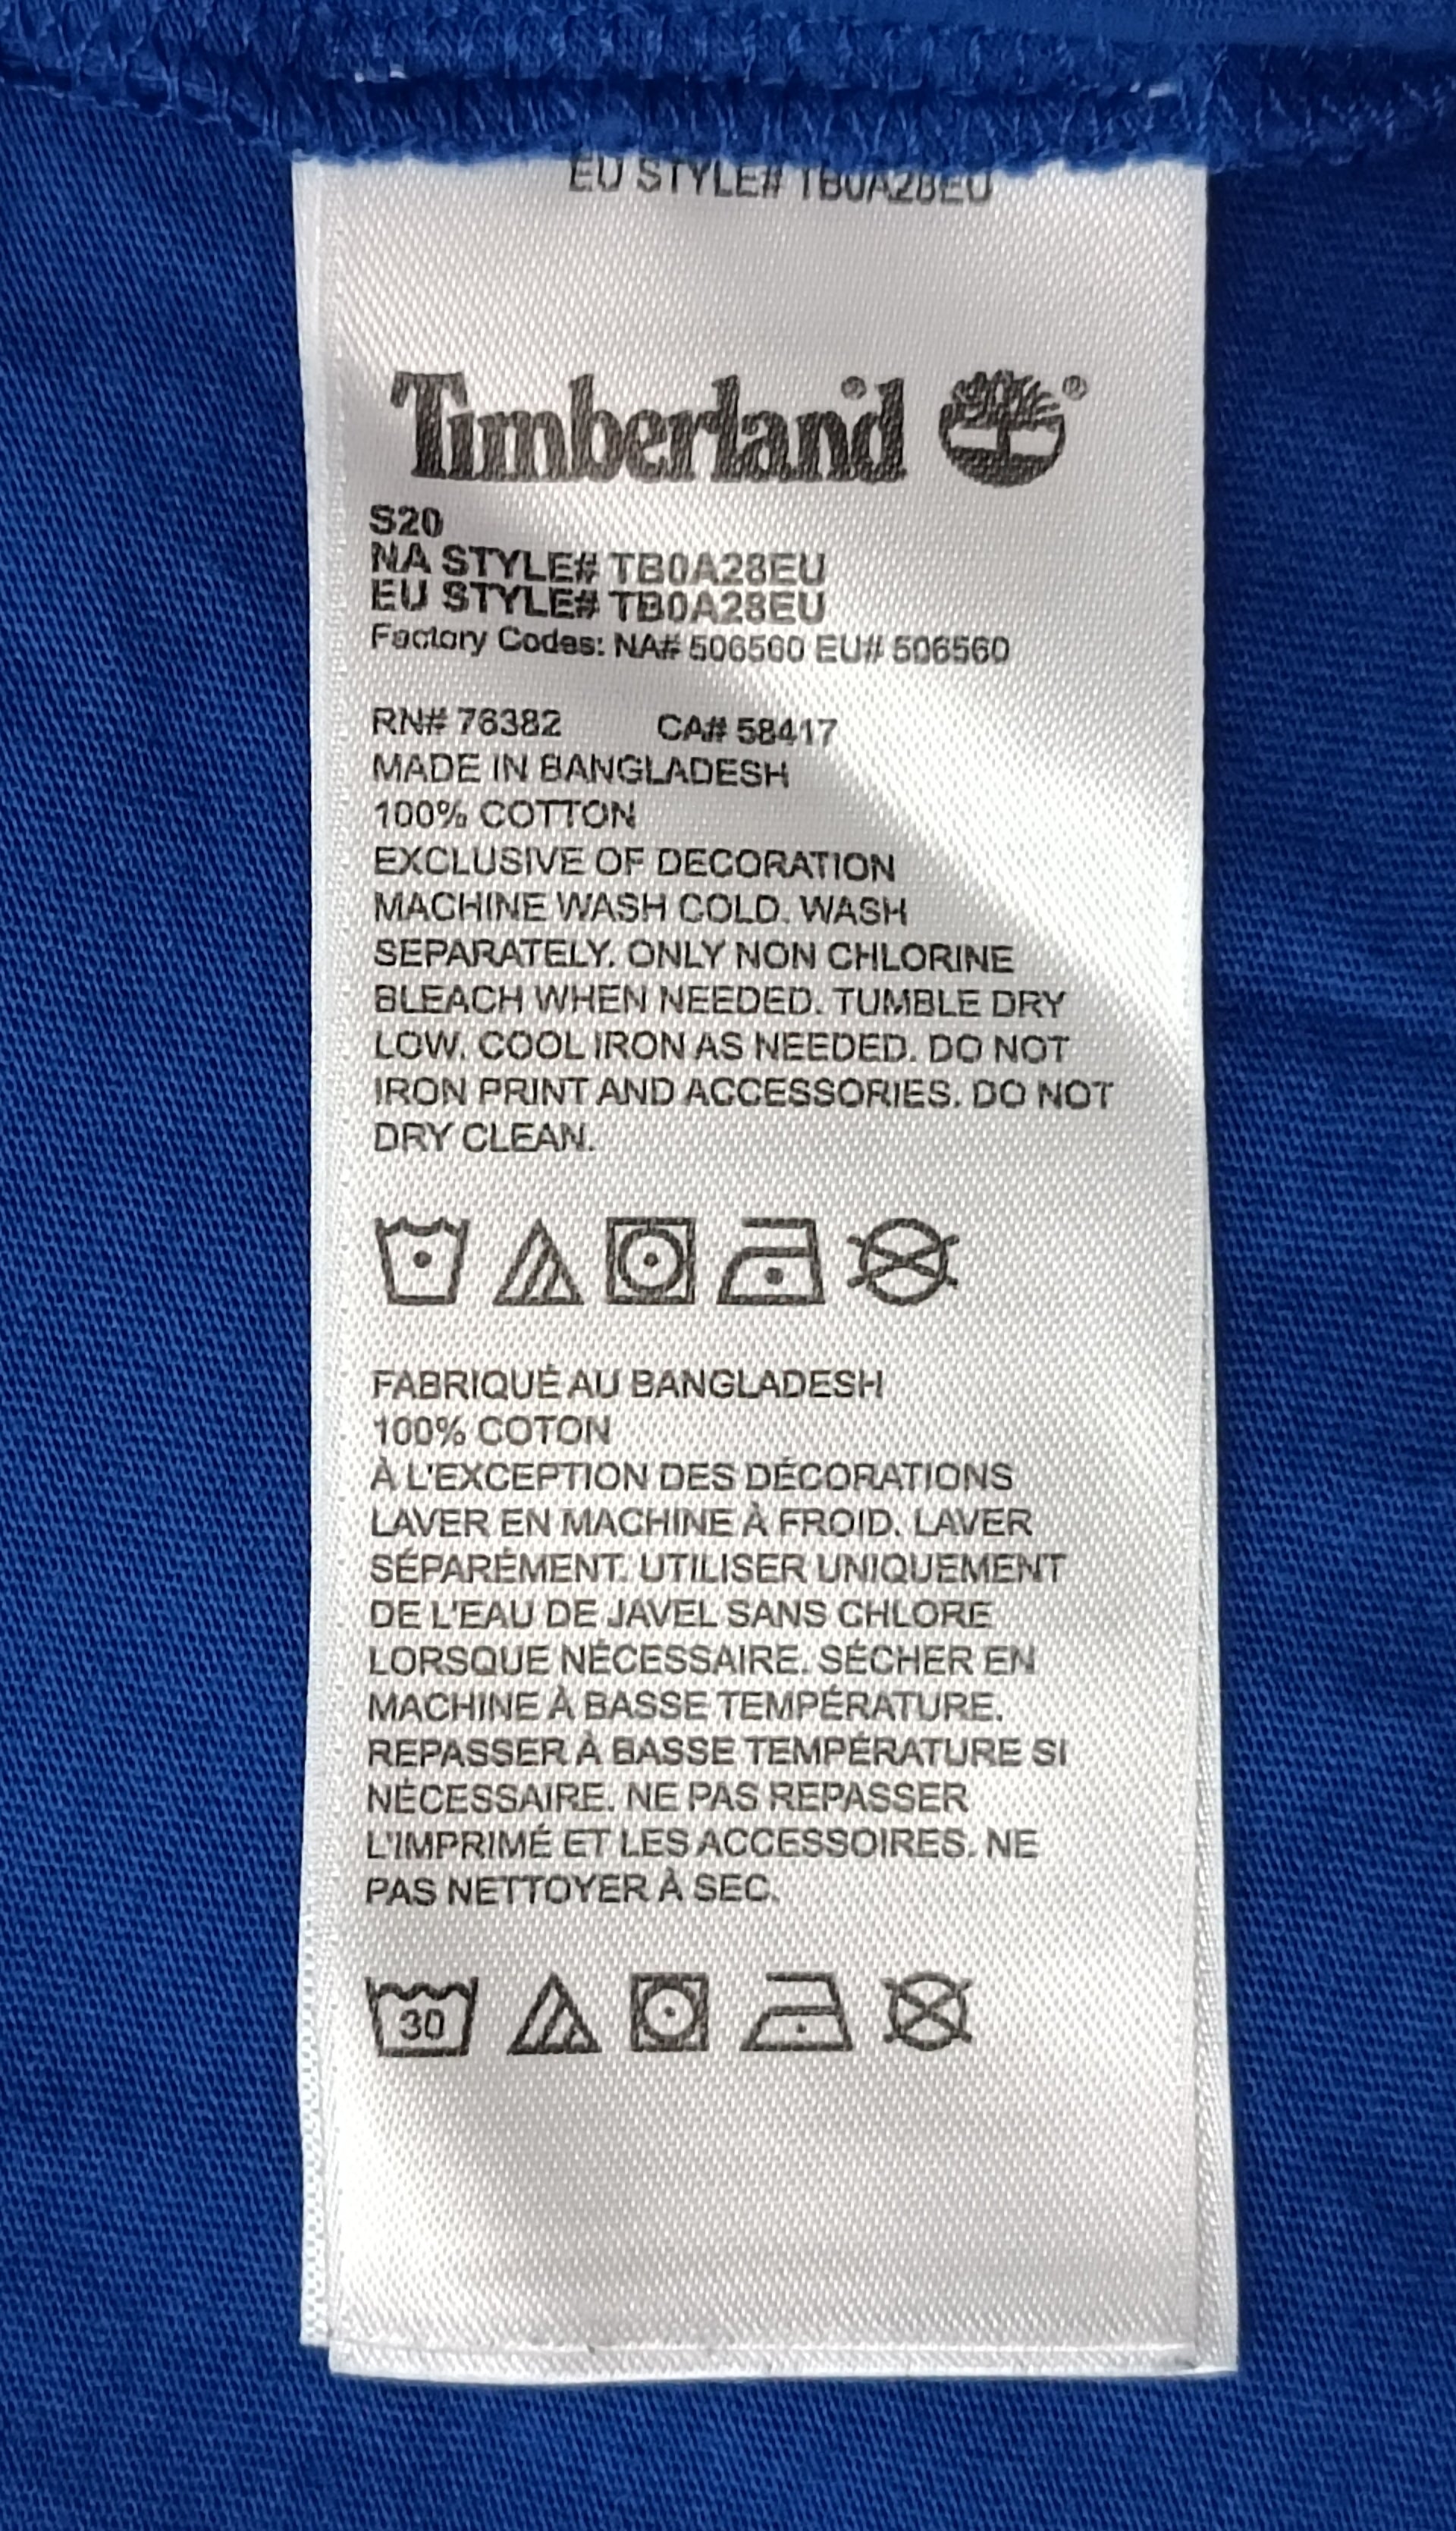 EU STYLE# TB0A28EU
Timberland®
®
S20
NA STYLE# TB0A28EU
EU STYLE# TB0A28EU
Factory Codes: NA# 506560 EU# 506560
RN# 76382 CA# 58417
MADE IN BANGLADESH
100% COTTON
EXCLUSIVE OF DECORATION
MACHINE WASH COLD. WASH
SEPARATELY. ONLY NON CHLORINE
BLEACH WHEN NEEDED. TUMBLE DRY
LOW. COOL IRON AS NEEDED. DO NOT
IRON PRINT AND ACCESSORIES. DO NOT
DRY CLEAN.
FABRIQUÉ AU BANGLADESH
100% COTON
À L'EXCEPTION DES DÉCORATIONS
LAVER EN MACHINE À FROID. LAVER
SÉPARÉMENT. UTILISER UNIQUEMENT
DE L'EAU DE JAVEL SANS CHLORE
LORSQUE NÉCESSAIRE. SÉCHER EN
MACHINE À BASSE TEMPÉRATURE.
REPASSER À BASSE TEMPÉRATURE SI
NÉCESSAIRE. NE PAS REPASSER
L'IMPRIMÉ ET LES ACCESSOIRES. NE
PAS NETTOYER À SEC.
30